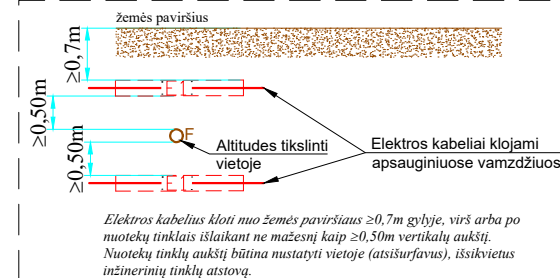 žemės paviršius
≥0,7m
≥0,50m
F
≥0,50m
Altitudes tikslinti
vietoje
Elektros kabeliai klojami
apsauginiuose vamzdžiuos
Elektros kabelius kloti nuo žemės paviršiaus ≥0,7m gylyje, virš arba po
nuotekų tinklais išlaikant ne mažesnį kaip ≥0,50m vertikalų aukštį.
Nuotekų tinklų aukštį būtina nustatyti vietoje (atsišurfavus), išsikvietus
inžinerinių tinklų atstovą.